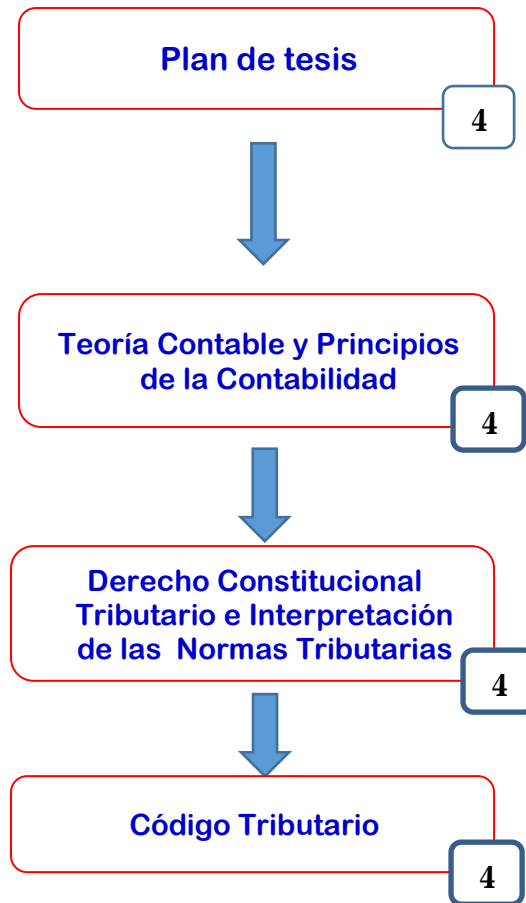 Plan de tesis
4
Teoría Contable y Principios
de la Contabilidad
4
Derecho Constitucional
Tributario e Interpretación
de las Normas Tributarias
4
Código Tributario
4